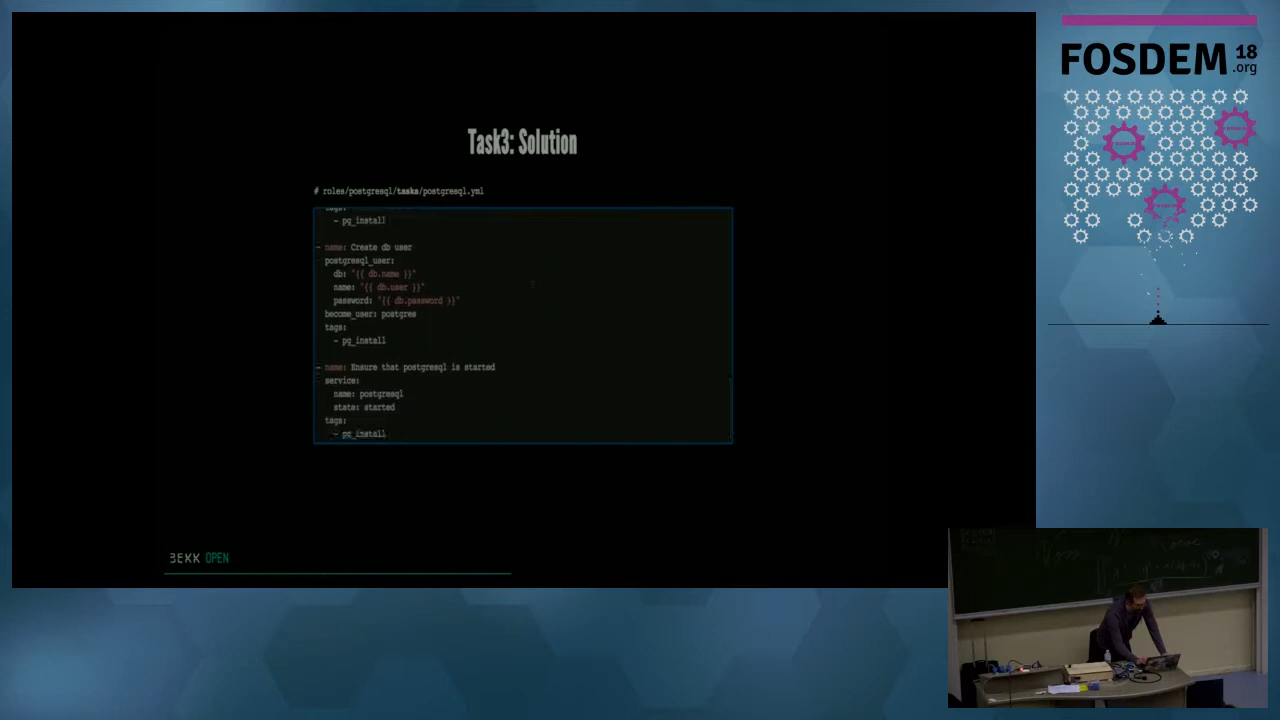 Task3: Solution
# roles/postgresql/tasks/postgresql.yml
tags:
- pg_install
- name: Create db user
postgresql_user:
db: "{{ db.name }}"
name: "{{ db.user }}"
password: "{{ db.password }}"
become_user: postgres
tags:
- pg_install
- name: Ensure that postgresql is started
service:
name: postgresql
state: started
tags:
- pg_install
BEKK OPEN
FOSDEM 18
.org